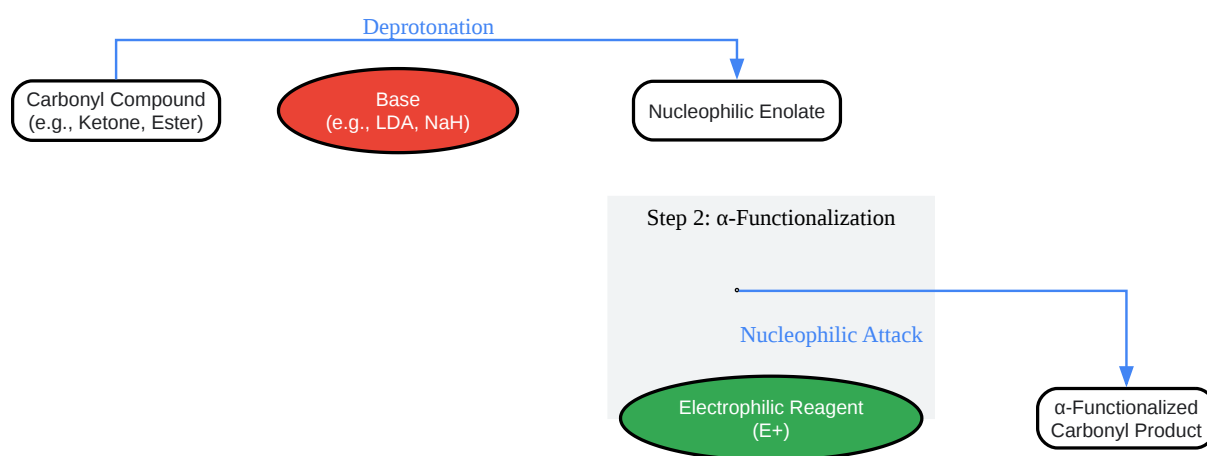 Deprotonation
Carbonyl Compound
(e.g., Ketone, Ester)
Base
(e.g., LDA, NaH)
Nucleophilic Enolate
Step 2: α-Functionalization
Nucleophilic Attack
Electrophilic Reagent
(E+)
α-Functionalized
Carbonyl Product